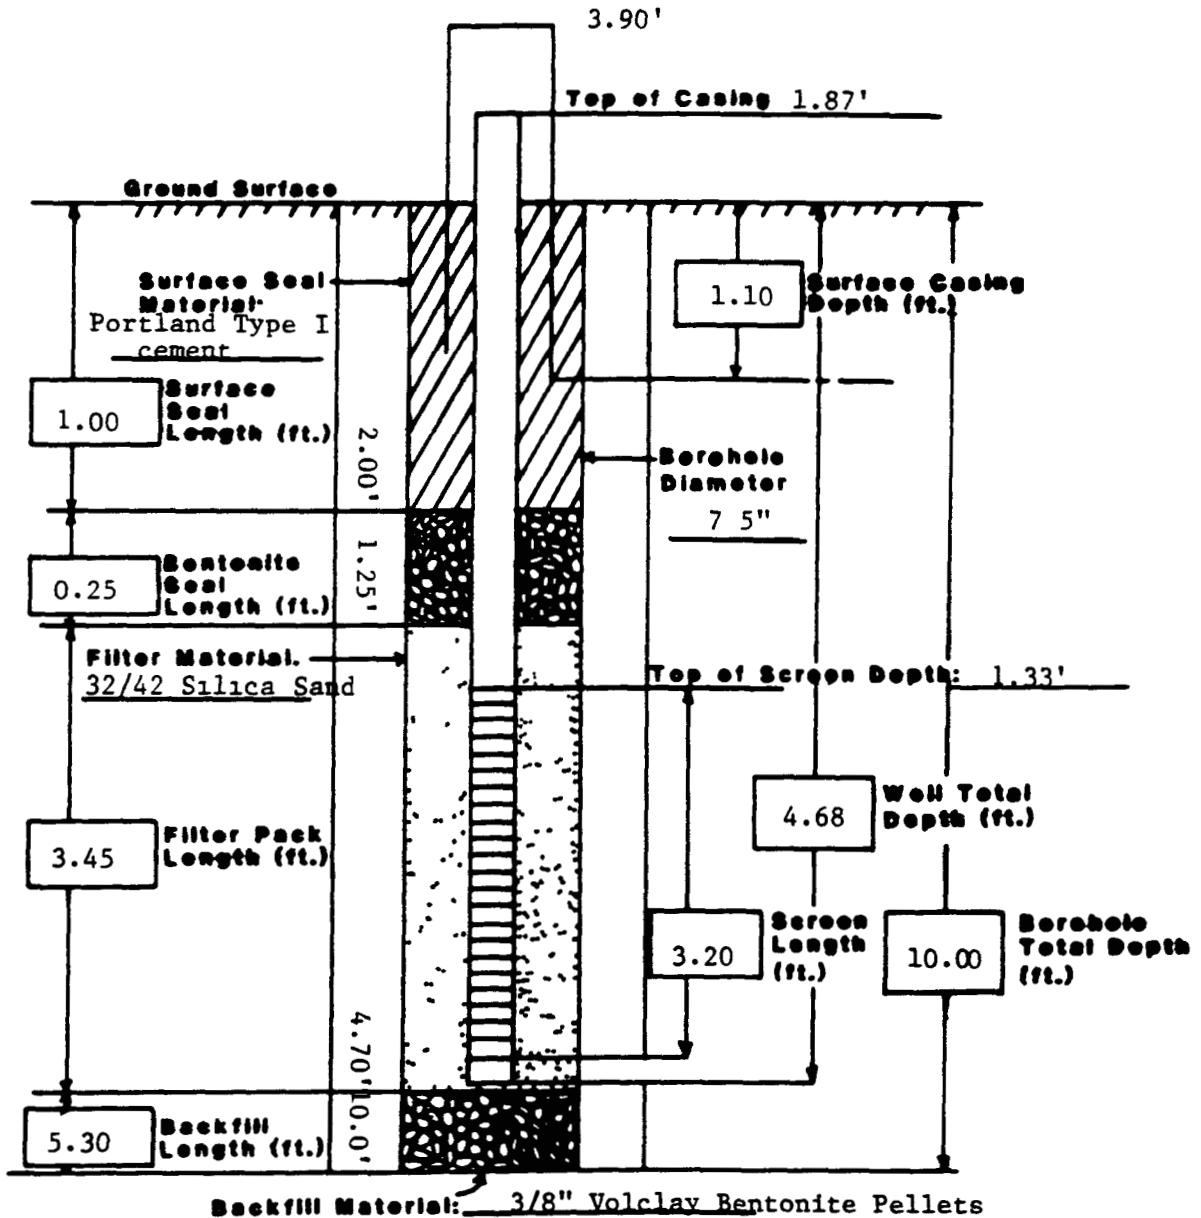 3.90'
Top of Casing 1.87'
Ground Surface
Surface Seal
Material:
Portland Type I
cement
1.10
Surface Casing
Depth (ft.)
1.00
Surface
Seal
Length (ft.)
2.00'
Borehole
Diameter
7 5"
0.25
Bentonite
Seal
Length (ft.)
1.25'
Filter Material.
32/42 Silica Sand
Top of Screen Depth: 1.33'
4.68
Well Total
Depth (ft.)
3.45
Filter Pack
Length (ft.)
3.20
Screen
Length
(ft.)
10.00
Borehole
Total Depth
(ft.)
4.70'
10.0'
5.30
Backfill
Length (ft.)
Backfill Material: 3/8" Volclay Bentonite Pellets